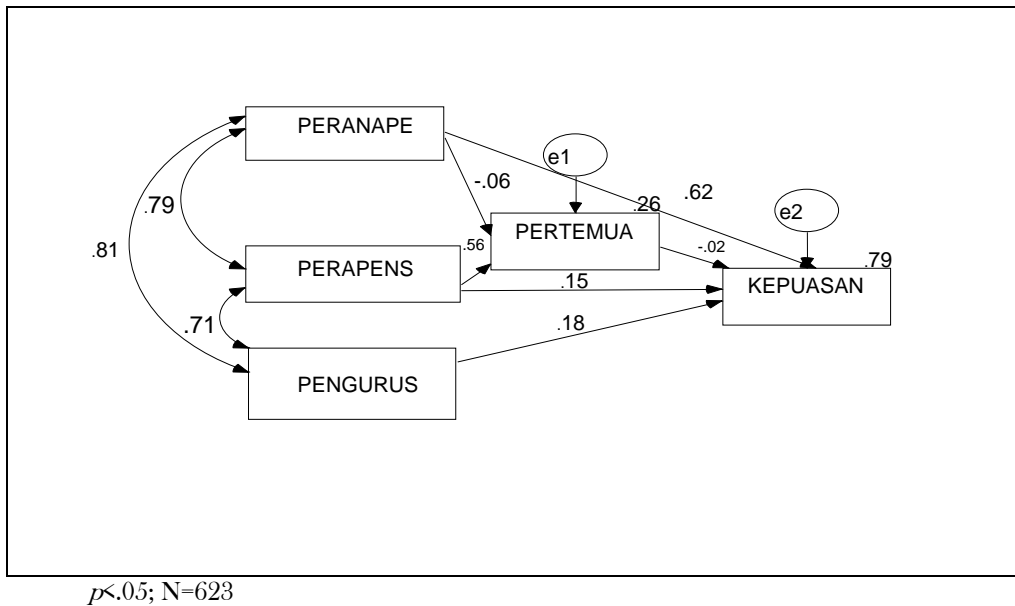 PERANAPE
e1
-.06
.62
.79
.26
e2
PERTEMUA
.81
.56
-.02
PERAPENS
.79
KEPUASAN
.15
.71
.18
PENGURUS
p<.05; N=623